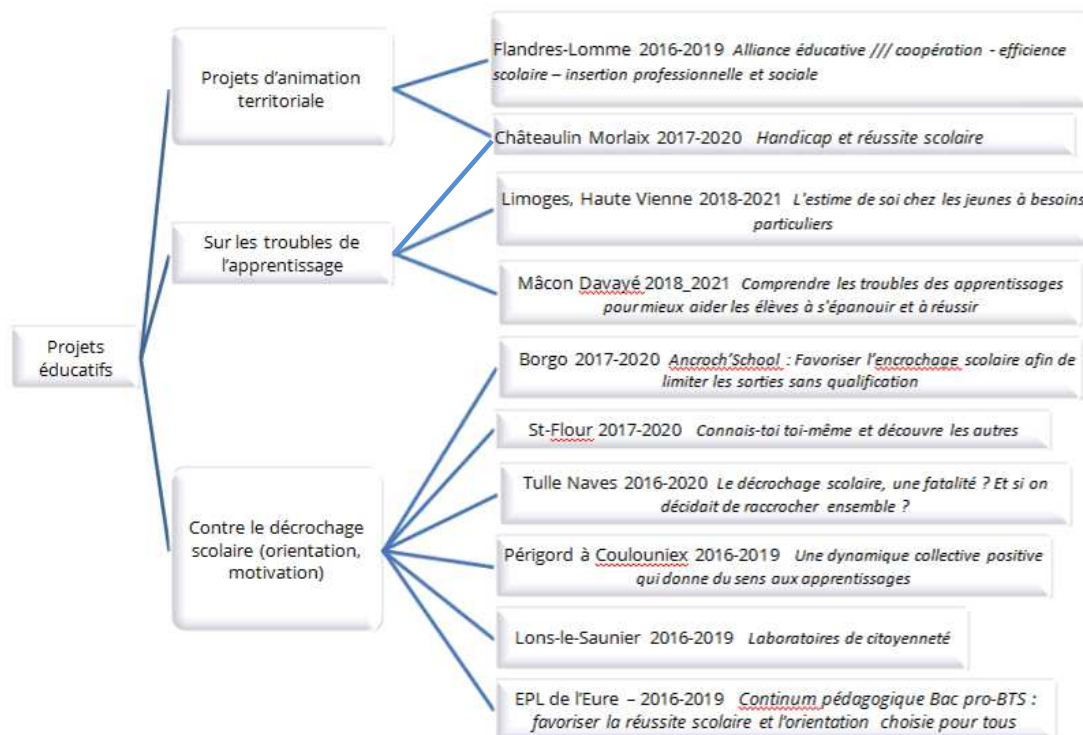 Projets éducatifs
Projets d'animation
territoriale
Flandres-Lomme 2016-2019 Alliance éducative /// coopération - efficience
scolaire – insertion professionnelle et sociale
Châteaulin Morlaix 2017-2020 Handicap et réussite scolaire
Sur les troubles de
l'apprentissage
Limoges, Haute Vienne 2018-2021 L'estime de soi chez les jeunes à besoins
particuliers
Mâcon Davayé 2018_2021 Comprendre les troubles des apprentissages
pour mieux aider les élèves à s'épanouir et à réussir
Contre le décrochage
scolaire (orientation,
motivation)
Borgo 2017-2020 Ancroch'School : Favoriser l'encrochage scolaire afin de
limiter les sorties sans qualification
St-Flour 2017-2020 Connais-toi toi-même et découvre les autres
Tulle Naves 2016-2020 Le décrochage scolaire, une fatalité ? Et si on
décidait de raccrocher ensemble ?
Périgord à Coulouniex 2016-2019 Une dynamique collective positive
qui donne du sens aux apprentissages
Lons-le-Saunier 2016-2019 Laboratoires de citoyenneté
EPL de l'Eure – 2016-2019 Continum pédagogique Bac pro-BTS :
favoriser la réussite scolaire et l'orientation choisie pour tous